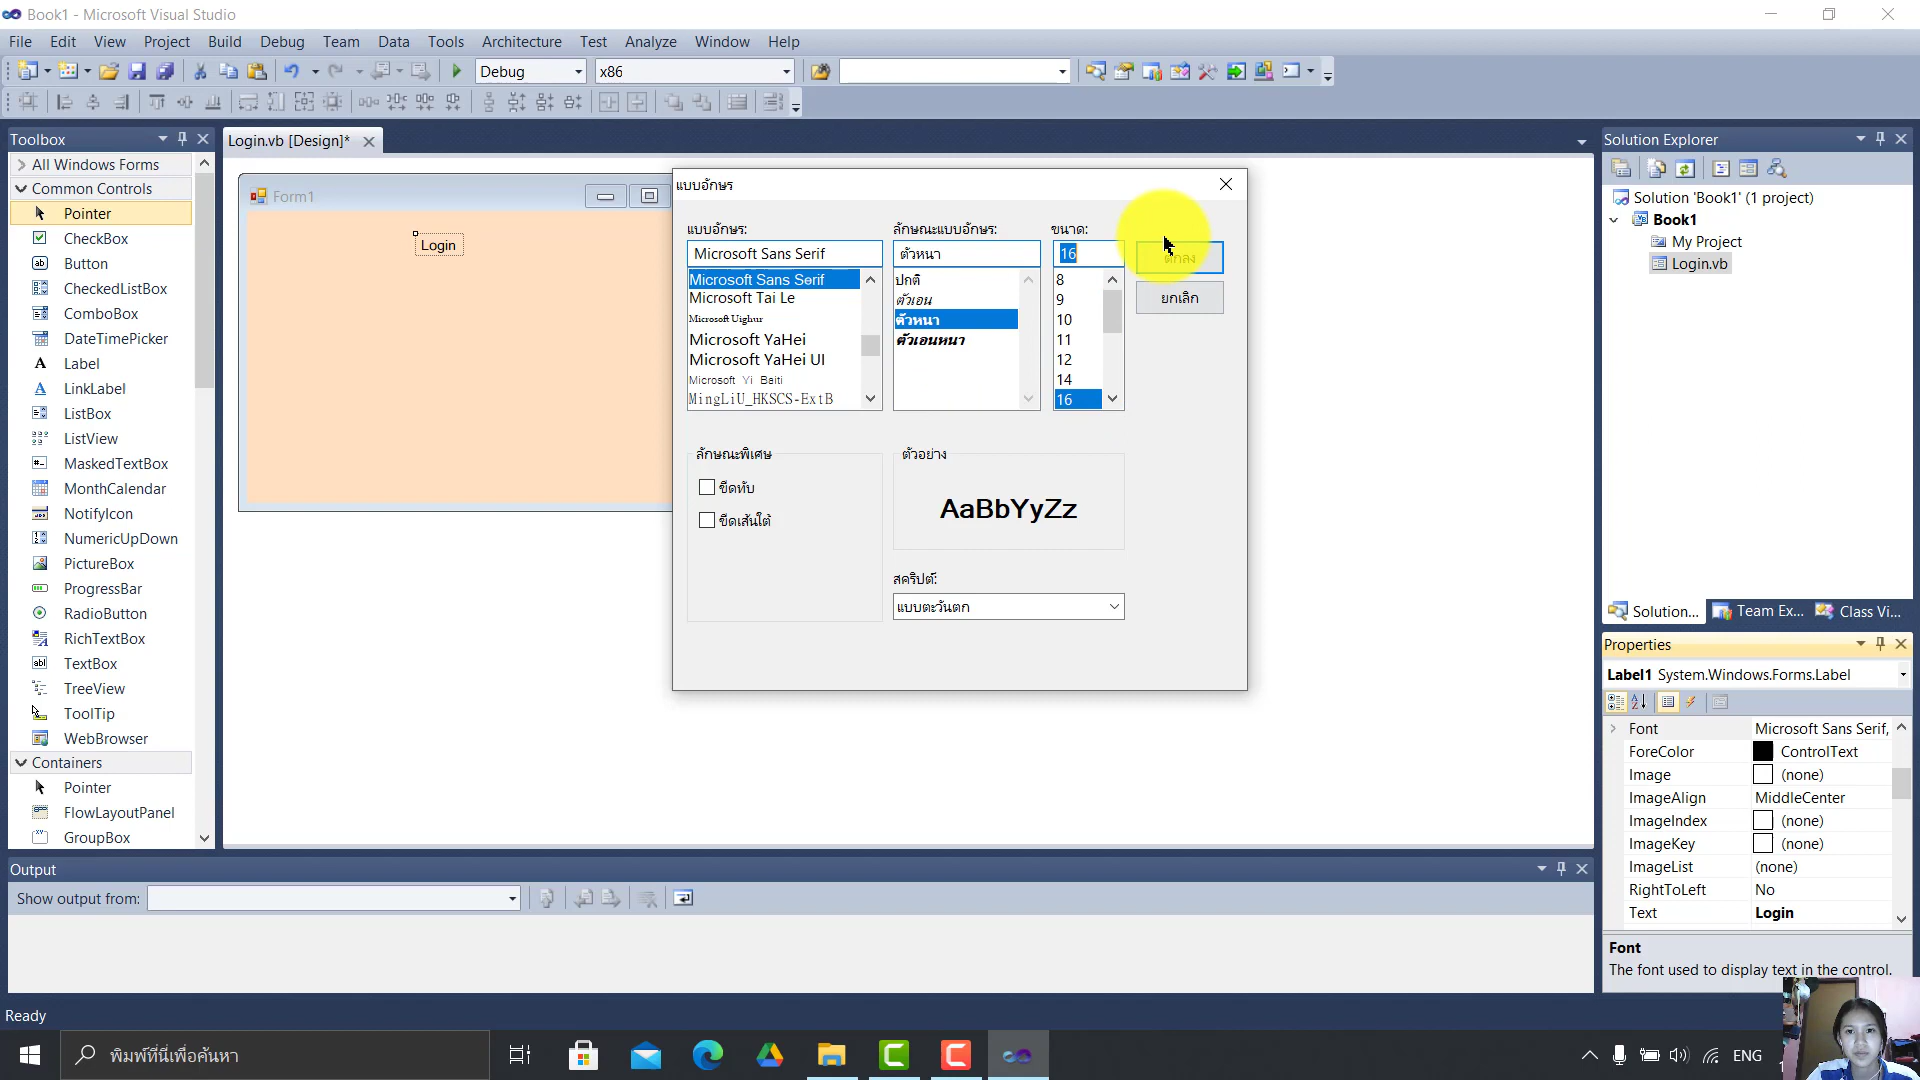 Book1 - Microsoft Visual Studio
File Edit View Project Build Debug Team Data Tools Architecture Test Analyze Window Help
Debug x86
Toolbox
All Windows Forms
Common Controls
Pointer
CheckBox
Button
CheckedListBox
ComboBox
DateTimePicker
Label
LinkLabel
ListBox
ListView
MaskedTextBox
MonthCalendar
NotifyIcon
NumericUpDown
PictureBox
ProgressBar
RadioButton
RichTextBox
TextBox
TreeView
ToolTip
WebBrowser
Containers
Pointer
FlowLayoutPanel
GroupBox
Login.vb [Design]*
Form1
Login
แบบอักษร
แบบอักษร:
Microsoft Sans Serif
Microsoft Sans Serif
Microsoft Tai Le
Microsoft Uighur
Microsoft YaHei
Microsoft YaHei UI
Microsoft Yi Baiti
MingLiU_HKSCS-ExtB
ลักษณะแบบอักษร:
ตัวหนา
ปกติ
ตัวเอน
ตัวหนา
ตัวเอนหนา
ขนาด:
16
8
9
10
11
12
14
16
ตกลง
ยกเลิก
ลักษณะพิเศษ
ขีดทับ
ขีดเส้นใต้
ตัวอย่าง
AaBbYyZz
สคริปต์:
แบบตะวันตก
Solution Explorer
Solution 'Book1' (1 project)
Book1
My Project
Login.vb
Solution... Team Ex... Class Vi...
Properties
Label1 System.Windows.Forms.Label
Font Microsoft Sans Serif,
ForeColor ControlText
Image (none)
ImageAlign MiddleCenter
ImageIndex (none)
ImageKey (none)
ImageList (none)
RightToLeft No
Text Login
Font
The font used to display text in the control.
Output
Show output from:
Ready
พิมพ์ที่นี่เพื่อค้นหา
ENG